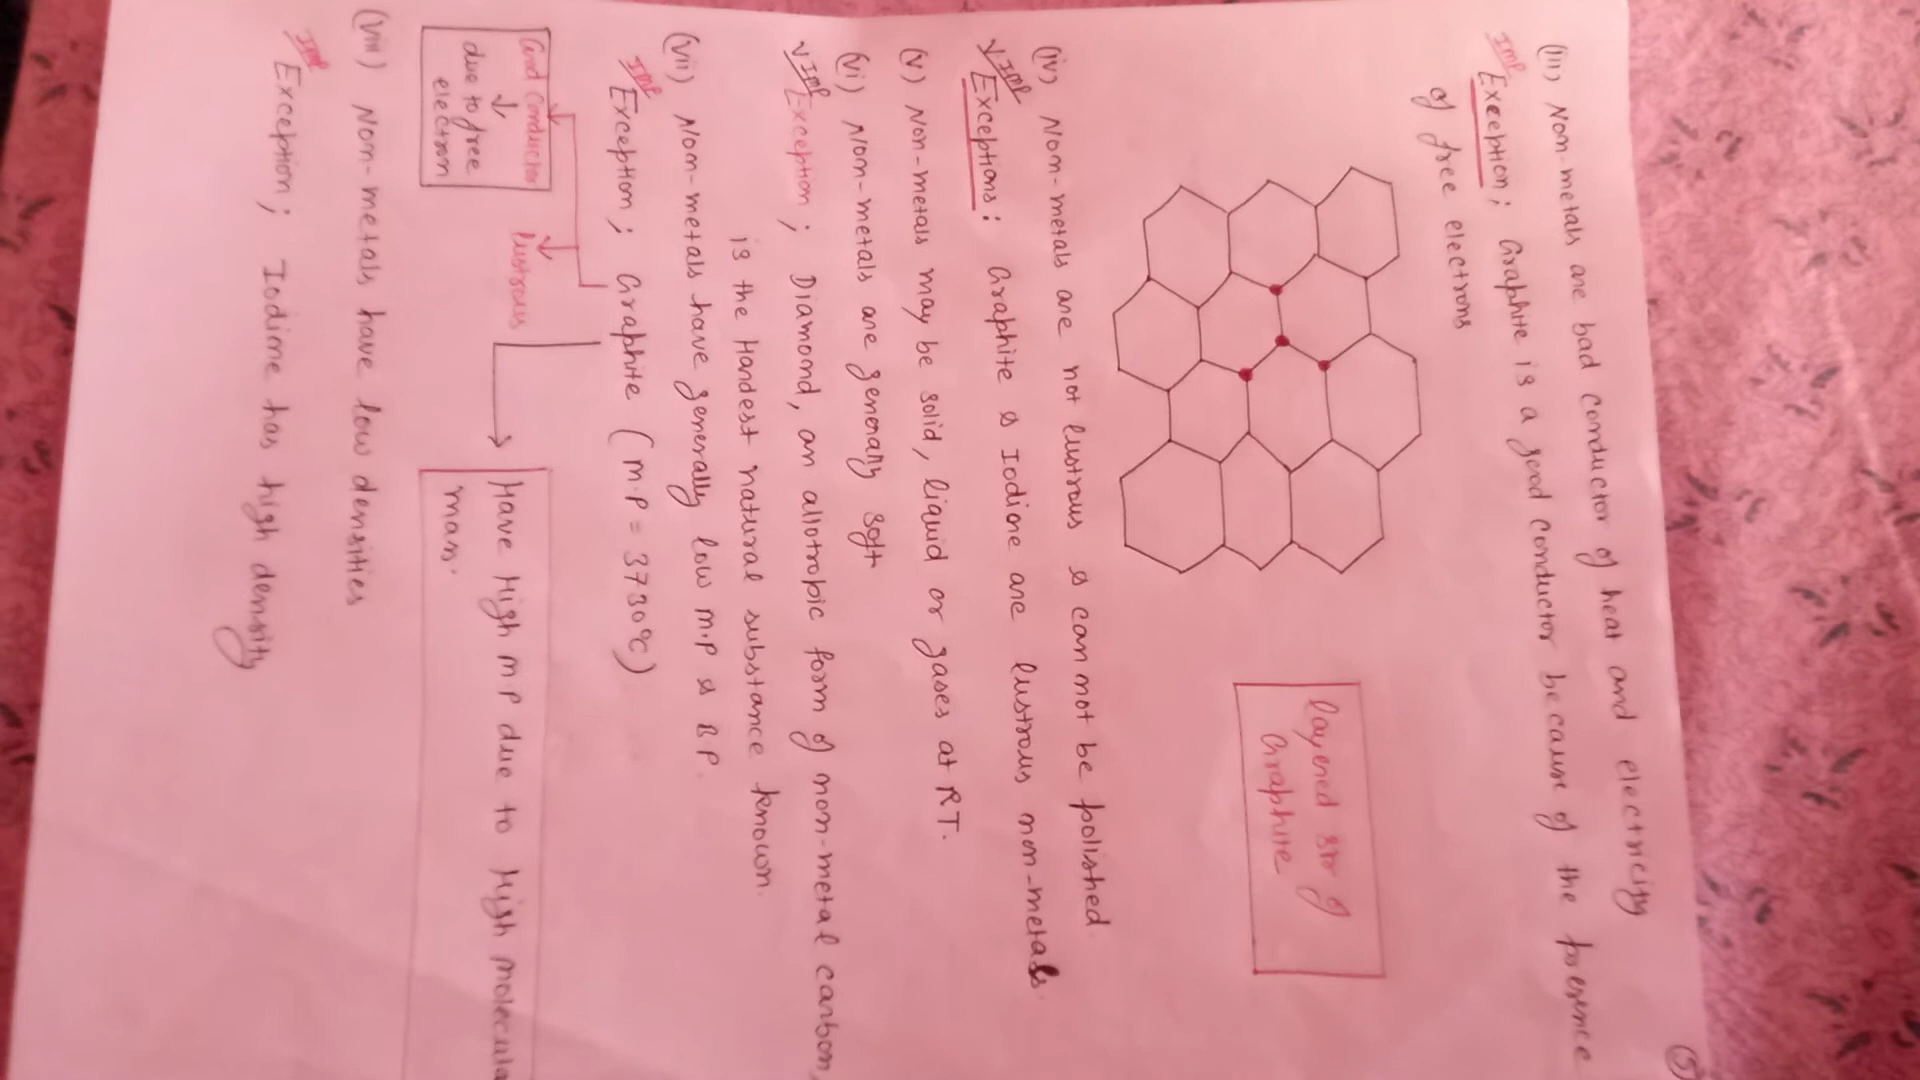 (5)
(iii) Non-metals are bad conductor of heat and electricity
Imp Exception; Graphite is a good conductor because of the presence
of free electrons
layered str of
Graphite
(iv) Non-metals are not lustrous & can not be polished
V Imp Exceptions: Graphite & Iodine are lustrous non-metals.
(v) Non-metals may be solid, liquid or gases at RT.
(vi) Non-metals are generally soft
V Imp Exception; Diamond, an allotropic form of non-metal carbon,
is the Hardest natural substance known.
(vii) Non-metals have generally low m.p & B.P.
Imp Exception; Graphite (m.p = 3730°C)
Good conductor
due to free
electron
lustrous
Have High MP due to High molecula
mass.
(viii) Non-metals have low densities
Imp Exception; Iodine has high density